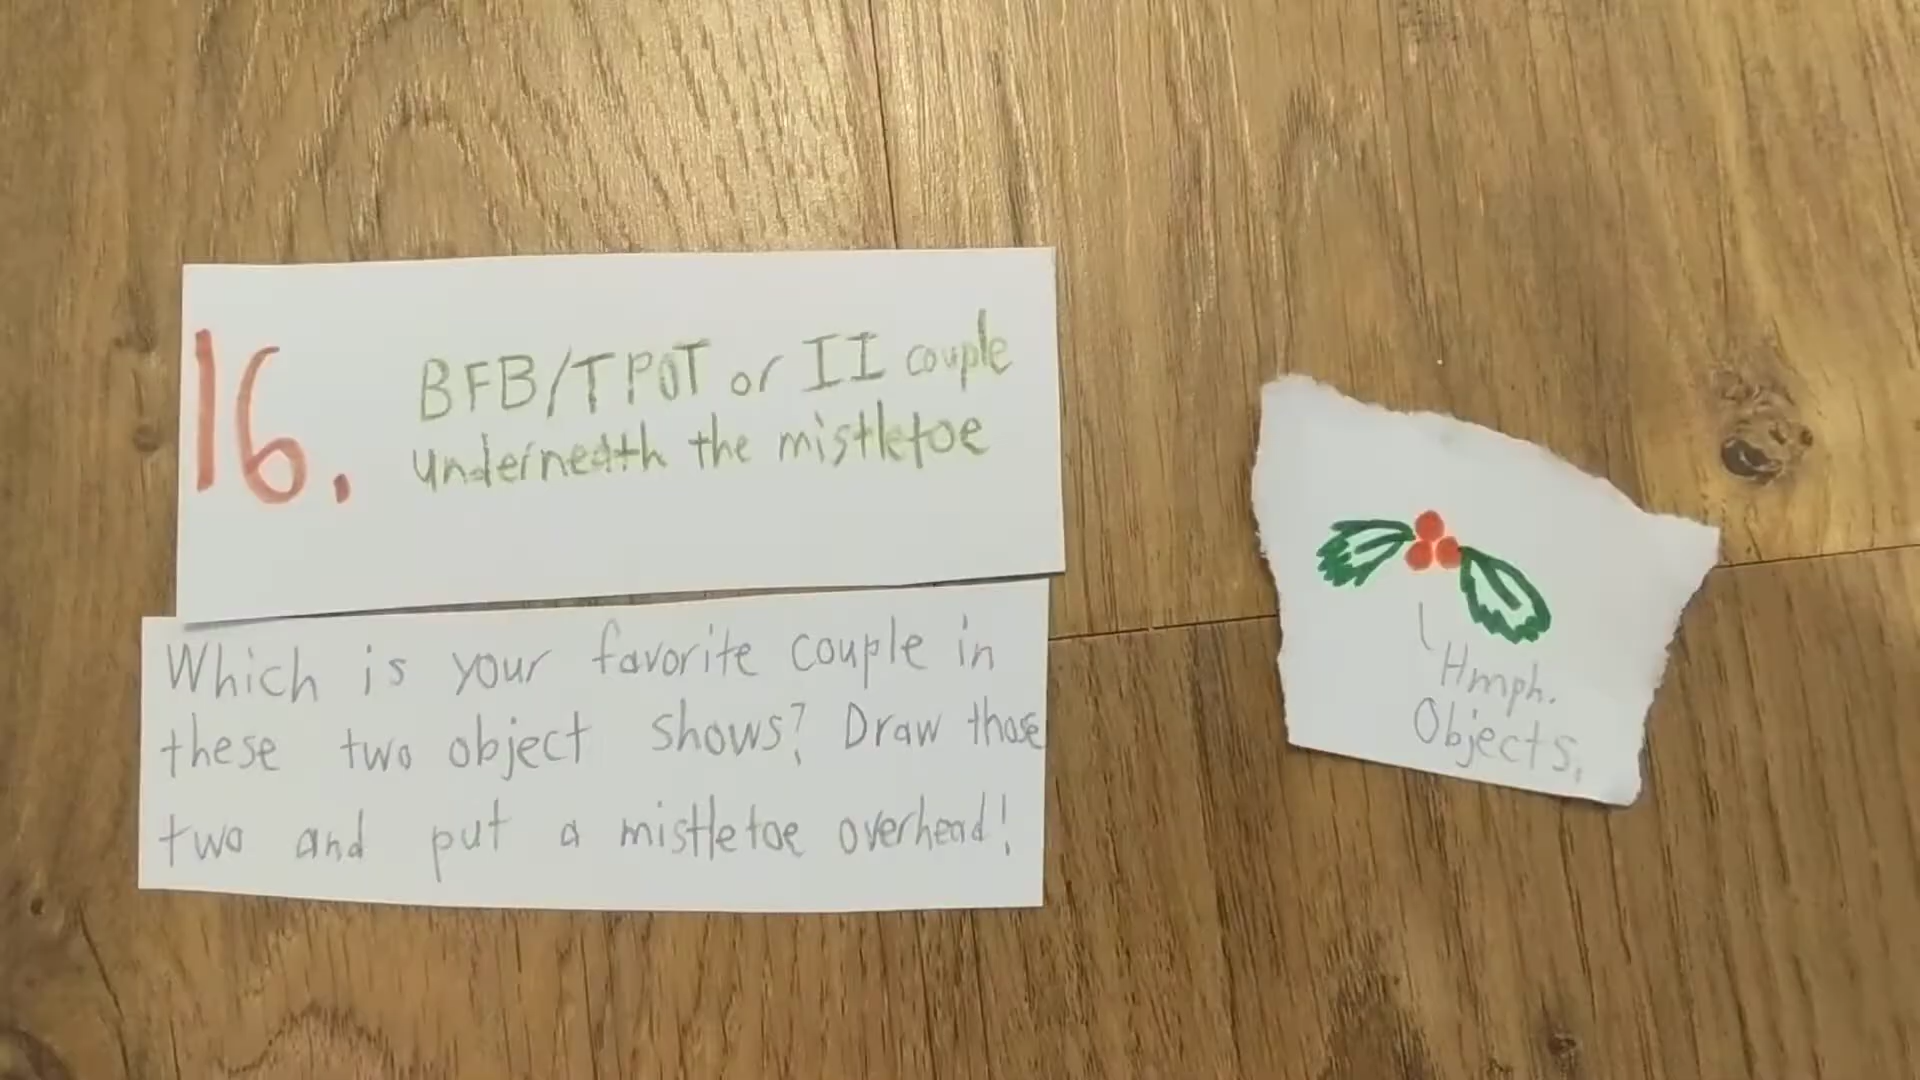 16. BFB/TPOT or II couple
underneath the mistletoe
Which is your favorite couple in
these two object shows? Draw those
two and put a mistletoe overhead!
Hmph.
Objects.